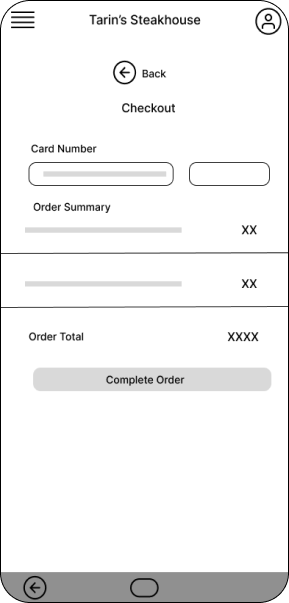 Tarin's Steakhouse
Back
Checkout
Card Number
Order Summary
XX
XX
Order Total XXXX
Complete Order